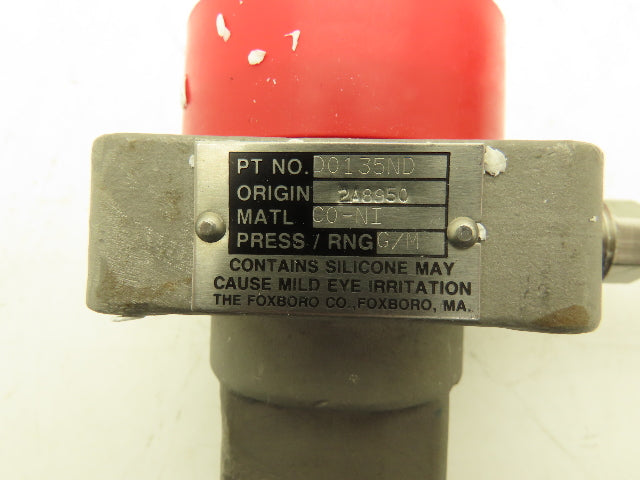 PT NO. D0135ND
ORIGIN 2A8950
MATL CO-NI
PRESS / RNG G/M
CONTAINS SILICONE MAY
CAUSE MILD EYE IRRITATION
THE FOXBORO CO., FOXBORO, MA.